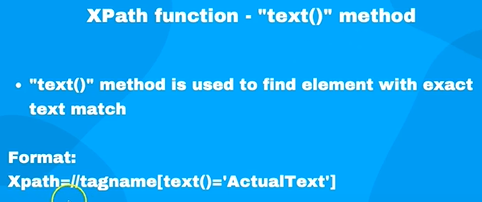 XPath function - "text()" method
• "text()" method is used to find element with exact
text match
Format:
Xpath=//tagname[text()='ActualText']